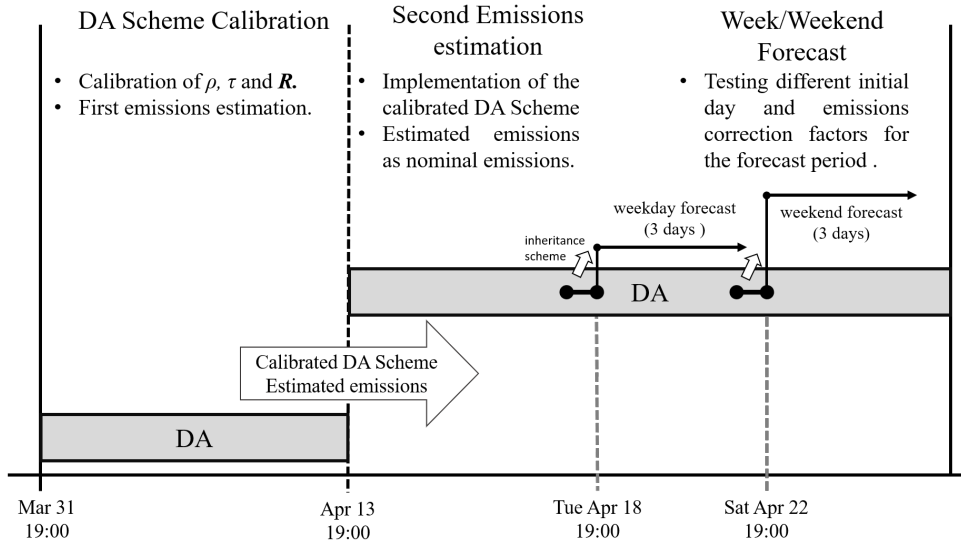 DA Scheme Calibration
• Calibration of ρ, τ and R.
• First emissions estimation.
Second Emissions
estimation
• Implementation of the
calibrated DA Scheme
• Estimated emissions
as nominal emissions.
Week/Weekend
Forecast
• Testing different initial
day and emissions
correction factors for
the forecast period .
inheritance
scheme
weekday forecast
(3 days )
weekend forecast
(3 days)
DA
Calibrated DA Scheme
Estimated emissions
DA
Mar 31
19:00
Apr 13
19:00
Tue Apr 18
19:00
Sat Apr 22
19:00